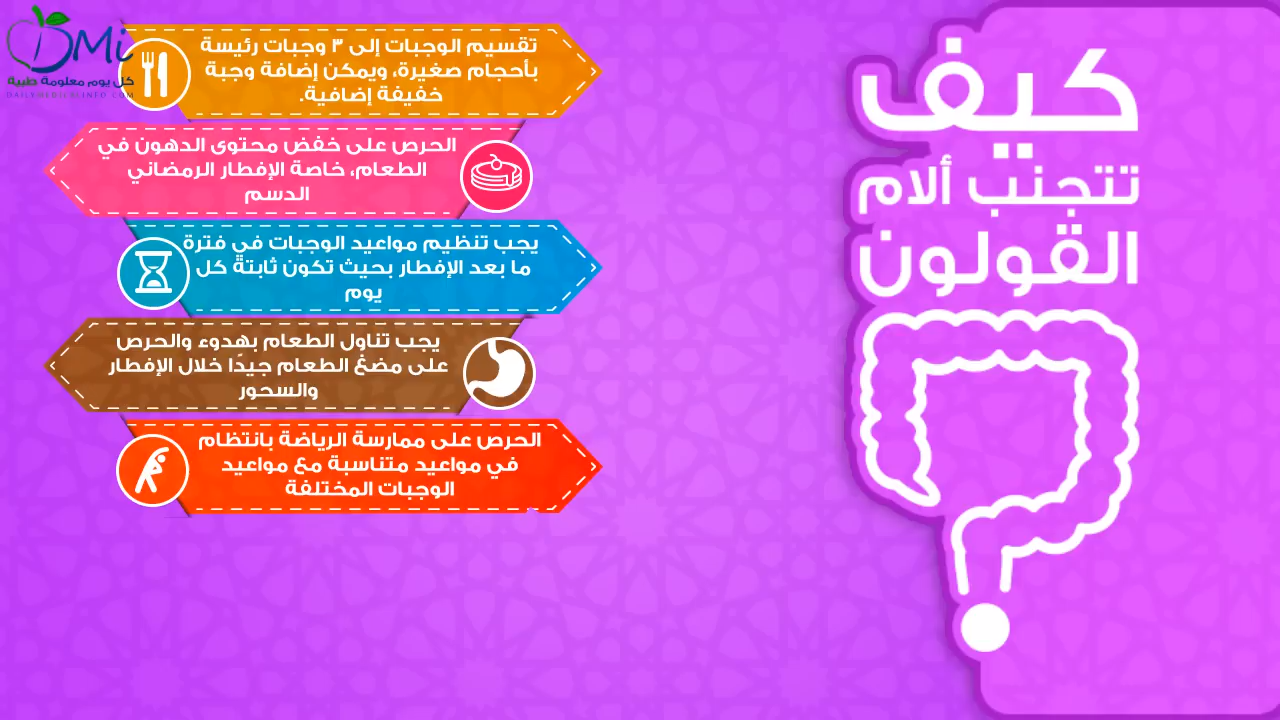 كيف
تتجنب ألام
القولون
تقسيم الوجبات إلى ٣ وجبات رئيسة
بأحجام صغيرة، ويمكن إضافة وجبة
خفيفة إضافية.
الحرص على خفض محتوى الدهون في
الطعام، خاصة الإفطار الرمضاني
الدسم
يجب تنظيم مواعيد الوجبات في فترة
ما بعد الإفطار بحيث تكون ثابتة كل
يوم
يجب تناول الطعام بهدوء والحرص
على مضغ الطعام جيدًا خلال الإفطار
والسحور
الحرص على ممارسة الرياضة بانتظام
في مواعيد متناسبة مع مواعيد
الوجبات المختلفة
DMi
كل يوم معلومة طبية
DAILYMEDICALINFO.COM